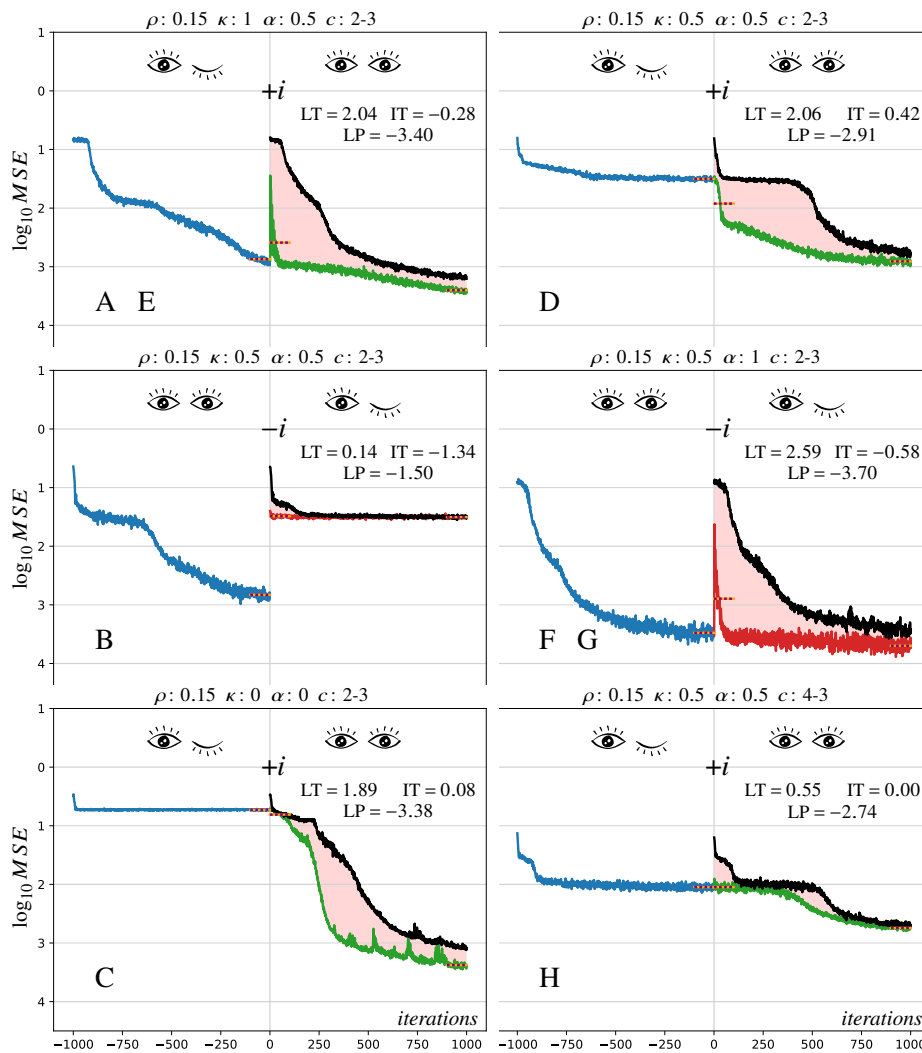 ρ: 0.15 κ: 1 α: 0.5 c: 2-3
ρ: 0.15 κ: 0.5 α: 0.5 c: 2-3
1
0
1
2
3
4
log₁₀ MSE
+i
LT = 2.04 IT = −0.28
LP = −3.40
A E
+i
LT = 2.06 IT = 0.42
LP = −2.91
D
ρ: 0.15 κ: 0.5 α: 0.5 c: 2-3
ρ: 0.15 κ: 0.5 α: 1 c: 2-3
1
0
1
2
3
4
log₁₀ MSE
−i
LT = 0.14 IT = −1.34
LP = −1.50
B
−i
LT = 2.59 IT = −0.58
LP = −3.70
F G
ρ: 0.15 κ: 0 α: 0 c: 2-3
ρ: 0.15 κ: 0.5 α: 0.5 c: 4-3
1
0
1
2
3
4
log₁₀ MSE
+i
LT = 1.89 IT = 0.08
LP = −3.38
C
+i
LT = 0.55 IT = 0.00
LP = −2.74
H
iterations
iterations
−1000 −750 −500 −250 0 250 500 750 1000
−1000 −750 −500 −250 0 250 500 750 1000